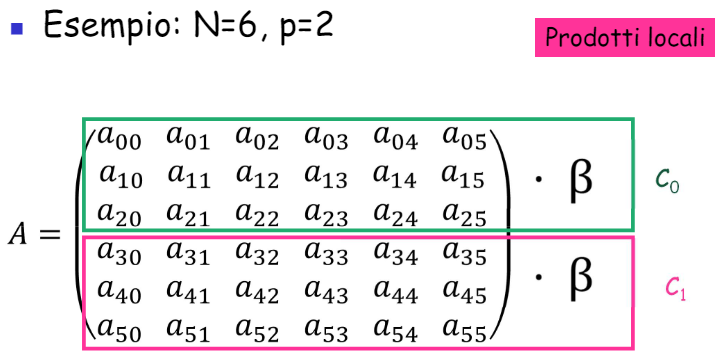 ▪ Esempio: N=6, p=2
Prodotti locali
a₀₀ a₀₁ a₀₂ a₀₃ a₀₄ a₀₅
a₁₀ a₁₁ a₁₂ a₁₃ a₁₄ a₁₅ · β c₀
a₂₀ a₂₁ a₂₂ a₂₃ a₂₄ a₂₅
A =
a₃₀ a₃₁ a₃₂ a₃₃ a₃₄ a₃₅
a₄₀ a₄₁ a₄₂ a₄₃ a₄₄ a₄₅ · β c₁
a₅₀ a₅₁ a₅₂ a₅₃ a₅₄ a₅₅